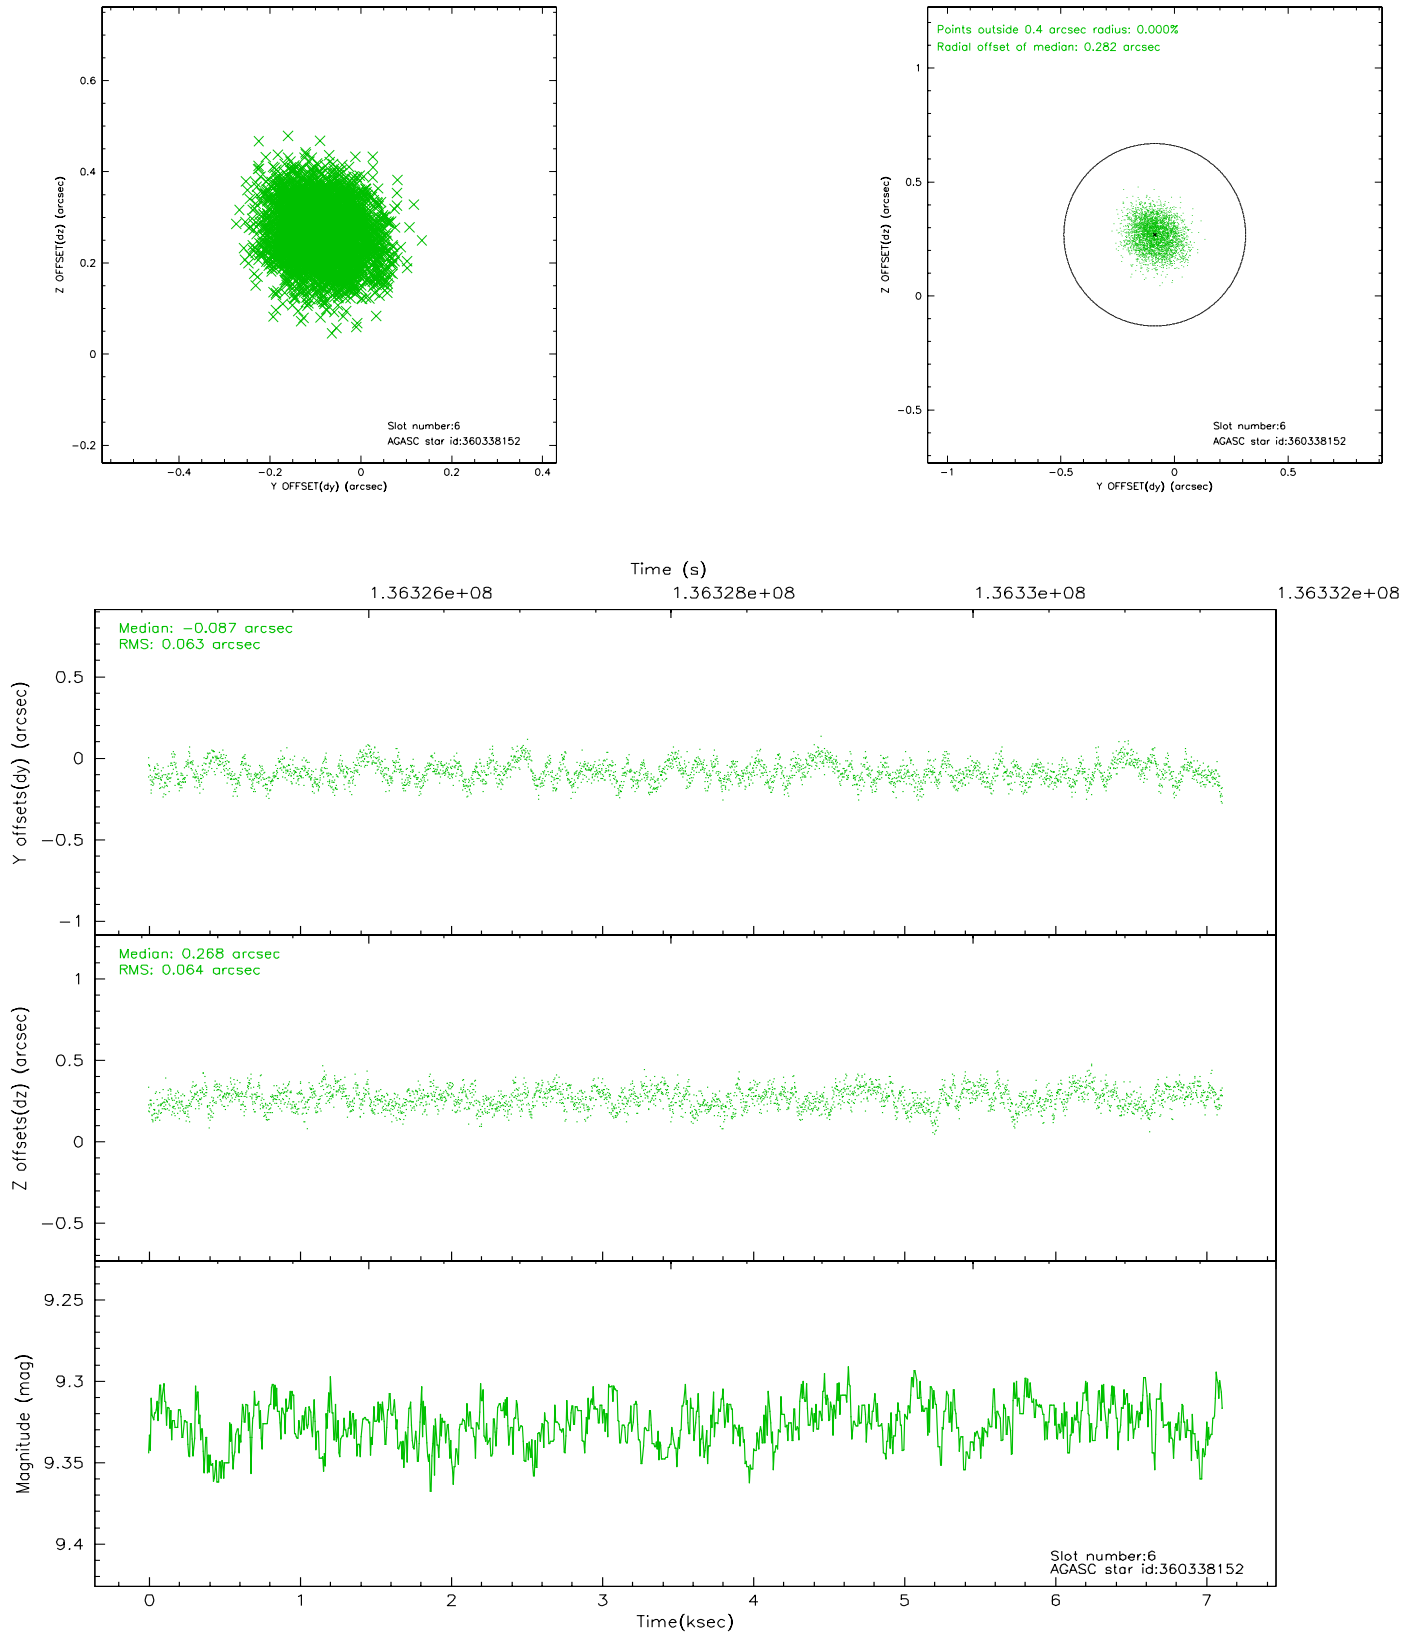 0.6
0.4
0.2
0
−0.2
Z OFFSET(dz) (arcsec)
Slot number:6
AGASC star id:360338152
−0.4 −0.2 0 0.2 0.4
Y OFFSET(dy) (arcsec)
Points outside 0.4 arcsec radius: 0.000%
Radial offset of median: 0.282 arcsec
1
0.5
0
−0.5
Z OFFSET(dz) (arcsec)
Slot number:6
AGASC star id:360338152
−1 −0.5 0 0.5
Y OFFSET(dy) (arcsec)
Time (s)
1.36326e+08 1.36328e+08 1.3633e+08 1.36332e+08
Median: −0.087 arcsec
RMS: 0.063 arcsec
0.5
0
−0.5
−1
Y offsets(dy) (arcsec)
Median: 0.268 arcsec
RMS: 0.064 arcsec
1
0.5
0
−0.5
Z offsets(dz) (arcsec)
9.25
9.3
9.35
9.4
Magnitude (mag)
Slot number:6
AGASC star id:360338152
0 1 2 3 4 5 6 7
Time(ksec)